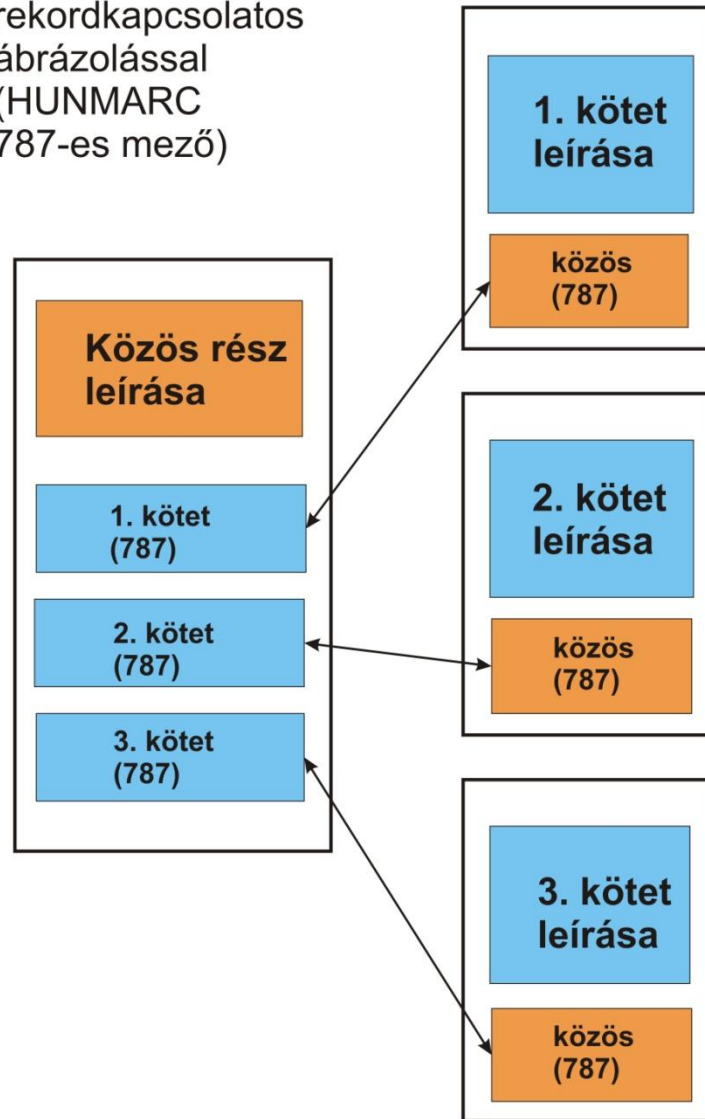 rekordkapcsolatos
ábrázolással
(HUNMARC
787-es mező)
Közös rész
leírása
1. kötet
(787)
2. kötet
(787)
3. kötet
(787)
1. kötet
leírása
közös
(787)
2. kötet
leírása
közös
(787)
3. kötet
leírása
közös
(787)